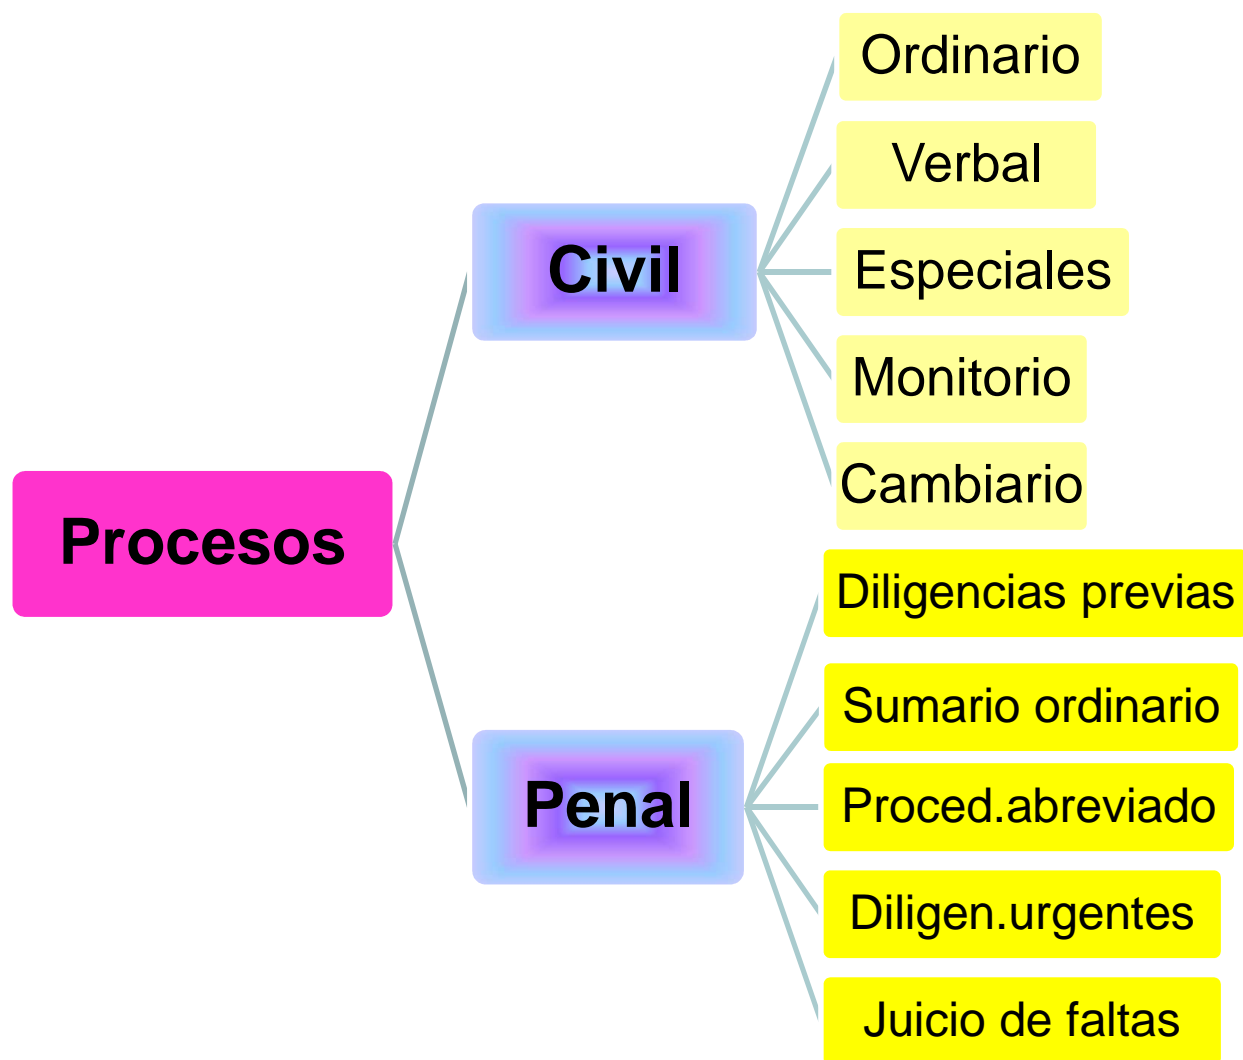 Procesos
Civil
Ordinario
Verbal
Especiales
Monitorio
Cambiario
Penal
Diligencias previas
Sumario ordinario
Proced.abreviado
Diligen.urgentes
Juicio de faltas